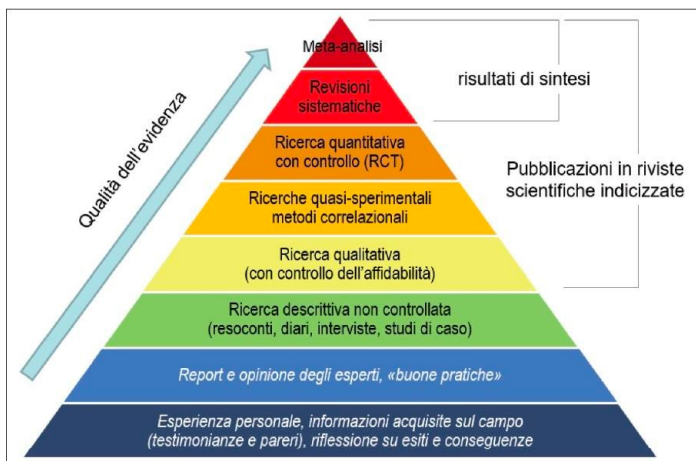 Meta-analisi
Revisioni
sistematiche
risultati di sintesi
Ricerca quantitativa
con controllo (RCT)
Pubblicazioni in riviste
scientifiche indicizzate
Ricerche quasi-sperimentali
metodi correlazionali
Ricerca qualitativa
(con controllo dell'affidabilità)
Ricerca descrittiva non controllata
(resoconti, diari, interviste, studi di caso)
Report e opinione degli esperti, «buone pratiche»
Esperienza personale, informazioni acquisite sul campo
(testimonianze e pareri), riflessione su esiti e conseguenze
Qualità dell'evidenza